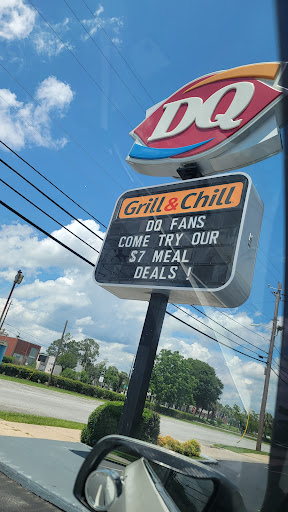 DQ
Grill & Chill
DQ FANS
COME TRY OUR
$7 MEAL
DEALS !